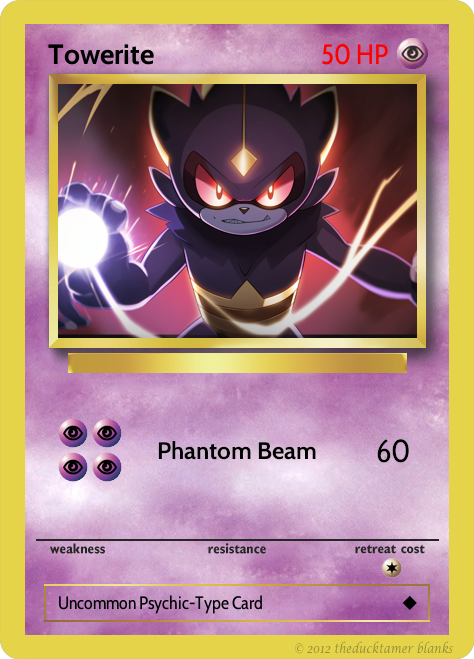 Towerite 50 HP
Phantom Beam 60
weakness resistance retreat cost
Uncommon Psychic-Type Card
© 2012 theducktamer blanks